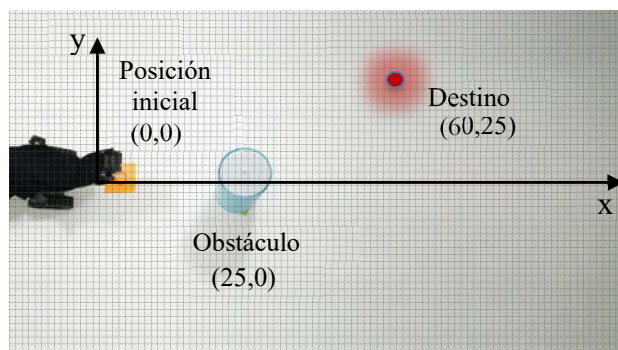 y
Posición
inicial
(0,0)
Destino
(60,25)
x
Obstáculo
(25,0)